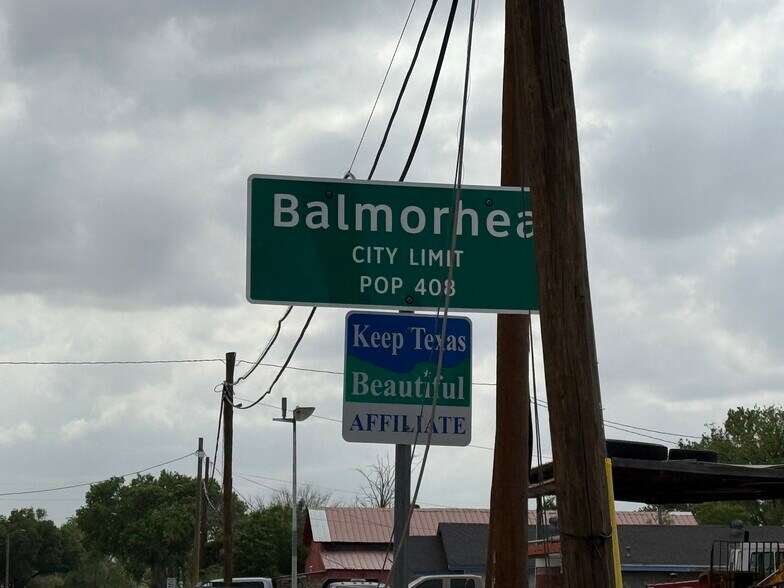 Balmorhea
CITY LIMIT
POP 408
Keep Texas
Beautiful
AFFILIATE